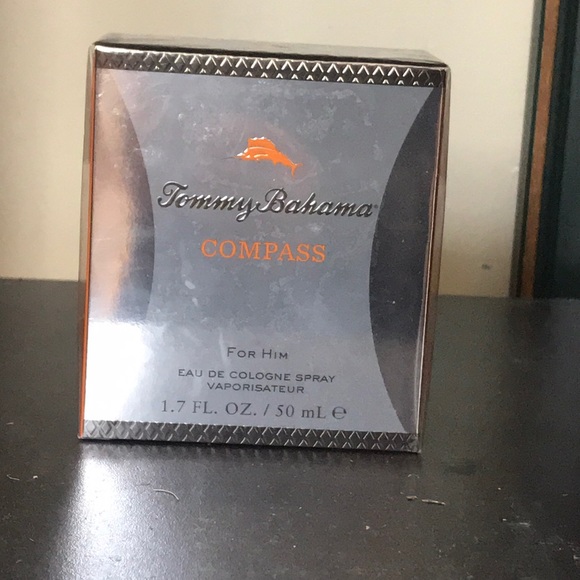 Tommy Bahama®
COMPASS
FOR HIM
EAU DE COLOGNE SPRAY
VAPORISATEUR
1.7 FL. OZ. / 50 mL ℮